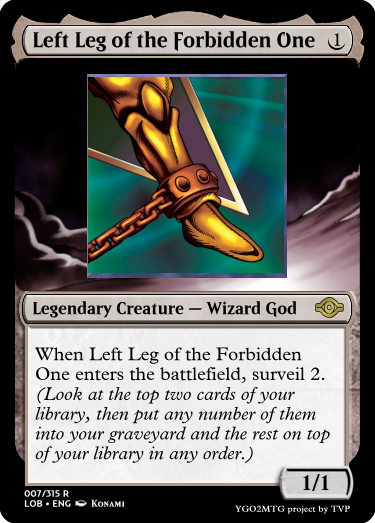 Left Leg of the Forbidden One 1
Legendary Creature — Wizard God
When Left Leg of the Forbidden
One enters the battlefield, surveil 2.
(Look at the top two cards of your
library, then put any number of them
into your graveyard and the rest on top
of your library in any order.)
1/1
007/315 R
LOB • ENG Konami
YGO2MTG project by TVP